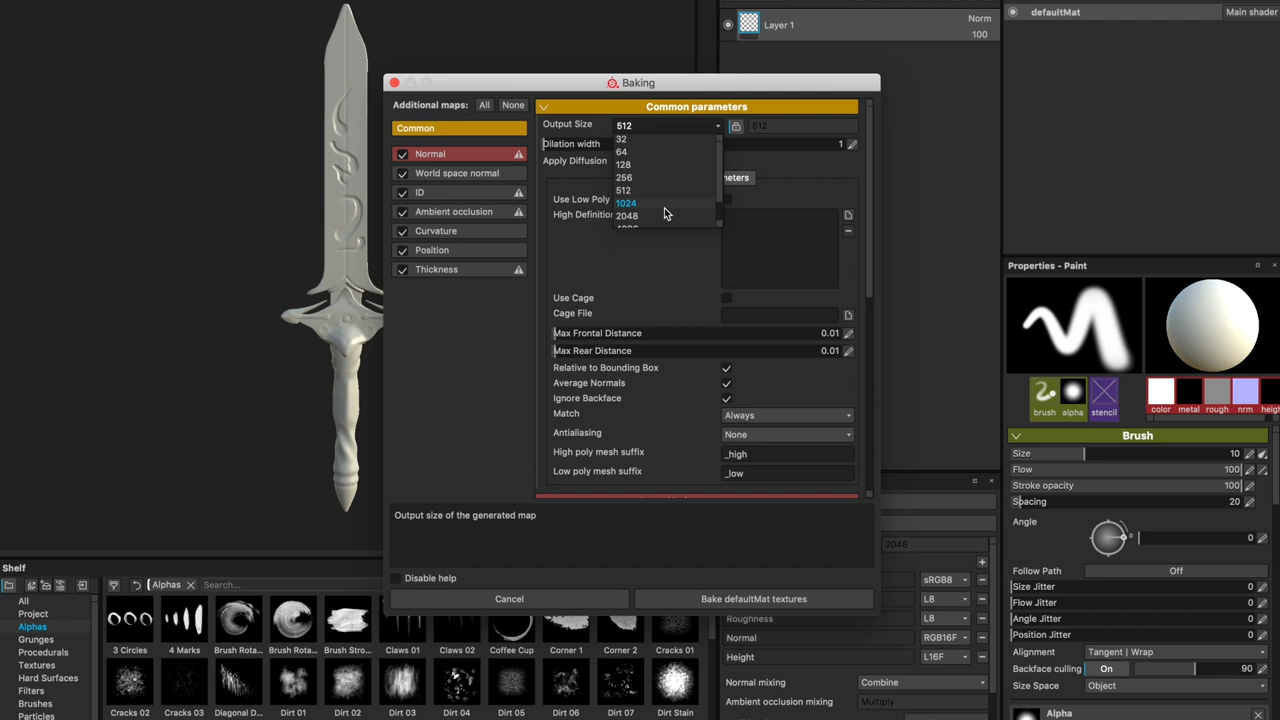 Layer 1
Norm
100
defaultMat
Main shader
Baking
Additional maps:
All
None
Common
Normal
World space normal
ID
Ambient occlusion
Curvature
Position
Thickness
Common parameters
Output Size
512
512
32
64
128
256
512
1024
2048
Dilation width
1
Apply Diffusion
meters
Use Low Poly
High Definition
Use Cage
Cage File
Max Frontal Distance
0.01
Max Rear Distance
0.01
Relative to Bounding Box
Average Normals
Ignore Backface
Match
Always
Antialiasing
None
High poly mesh suffix
_high
Low poly mesh suffix
_low
Output size of the generated map
Disable help
Cancel
Bake defaultMat textures
Properties - Paint
brush
alpha
stencil
color
metal
rough
nrm
heigh
Brush
Size
10
Flow
100
Stroke opacity
100
Spacing
20
Angle
0
Follow Path
Off
Size Jitter
0
Flow Jitter
0
Angle Jitter
0
Position Jitter
0
Alignment
Tangent | Wrap
Backface culling
On
90
Size Space
Object
Alpha
2048
sRGB8
L8
Roughness
L8
Normal
RGB16F
Height
L16F
Normal mixing
Combine
Ambient occlusion mixing
Multiply
Shelf
Alphas
Search...
All
Project
Alphas
Grunges
Procedurals
Textures
Hard Surfaces
Filters
Brushes
Particles
3 Circles
4 Marks
Brush Rota...
Brush Rota...
Brush Stro...
Claws 01
Claws 02
Coffee Cup
Corner 1
Corner 2
Cracks 01
Cracks 02
Cracks 03
Diagonal D...
Dirt 01
Dirt 02
Dirt 03
Dirt 04
Dirt 05
Dirt 06
Dirt 07
Dirt Stain